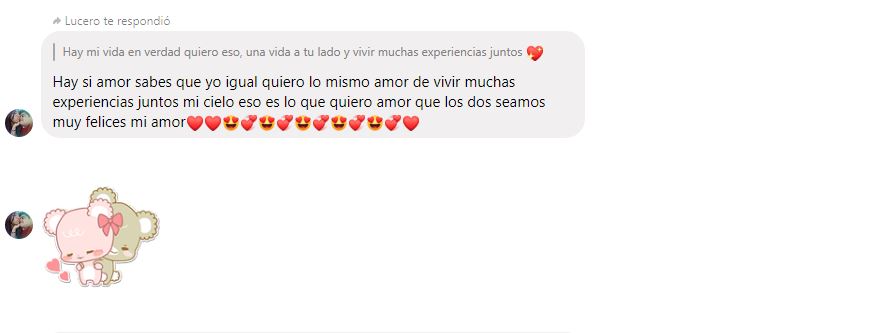 Lucero te respondió
Hay mi vida en verdad quiero eso, una vida a tu lado y vivir muchas experiencias juntos 💖
Hay si amor sabes que yo igual quiero lo mismo amor de vivir muchas
experiencias juntos mi cielo eso es lo que quiero amor que los dos seamos
muy felices mi amor❤️❤️😍💞😍💞😍💞😍💞😍💞❤️